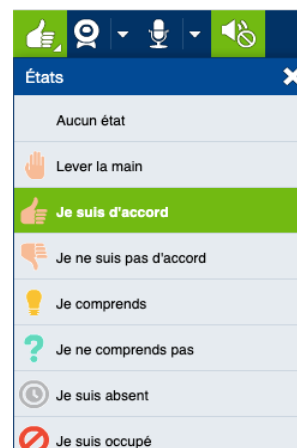 États
Aucun état
Lever la main
Je suis d'accord
Je ne suis pas d'accord
Je comprends
Je ne comprends pas
Je suis absent
Je suis occupé